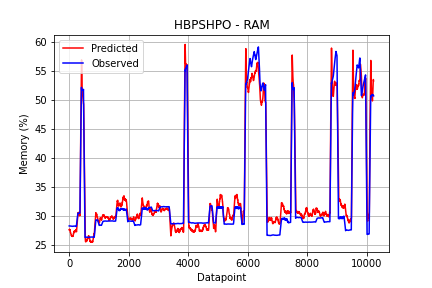 HBPSHPO - RAM
Predicted
Observed
60
55
50
45
40
35
30
25
Memory (%)
0
2000
4000
6000
8000
10000
Datapoint